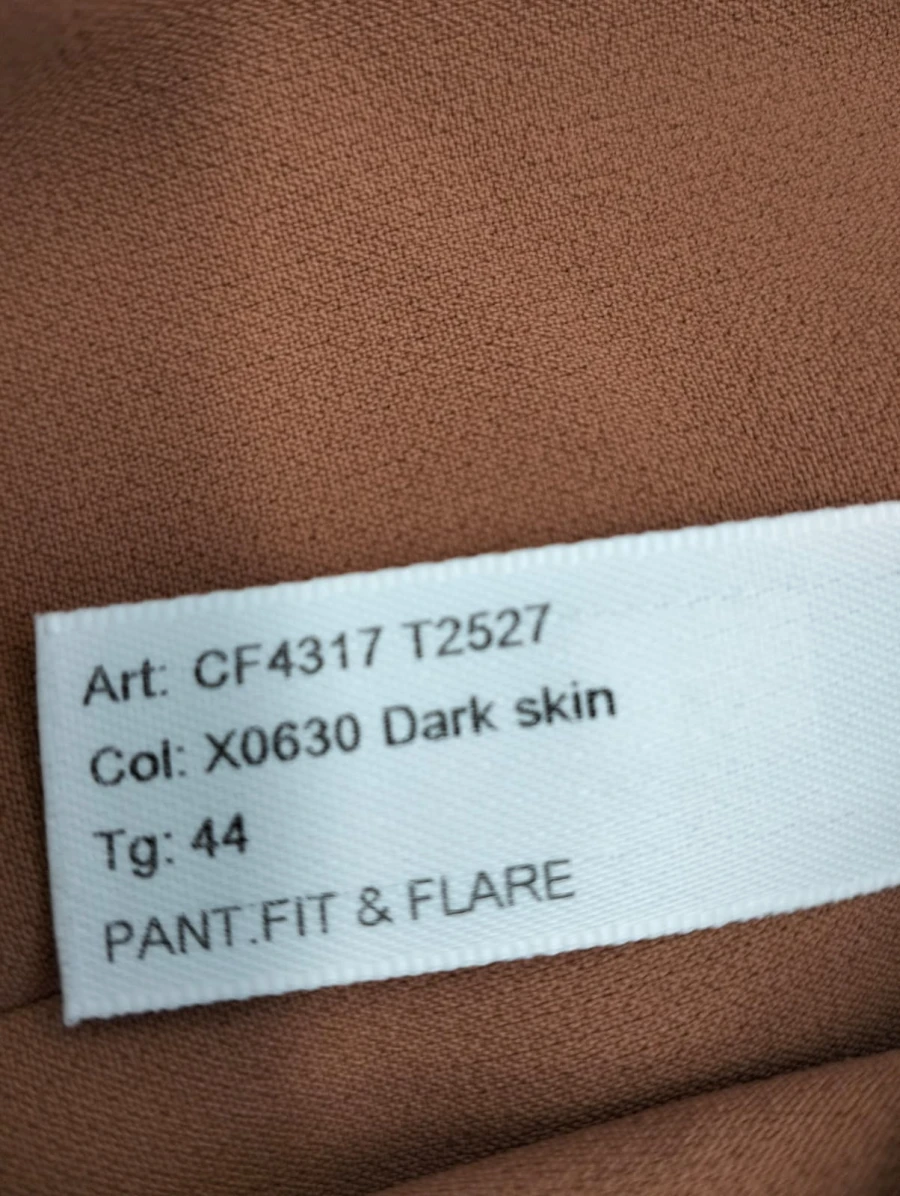 Art: CF4317 T2527
Col: X0630 Dark skin
Tg: 44
PANT.FIT & FLARE